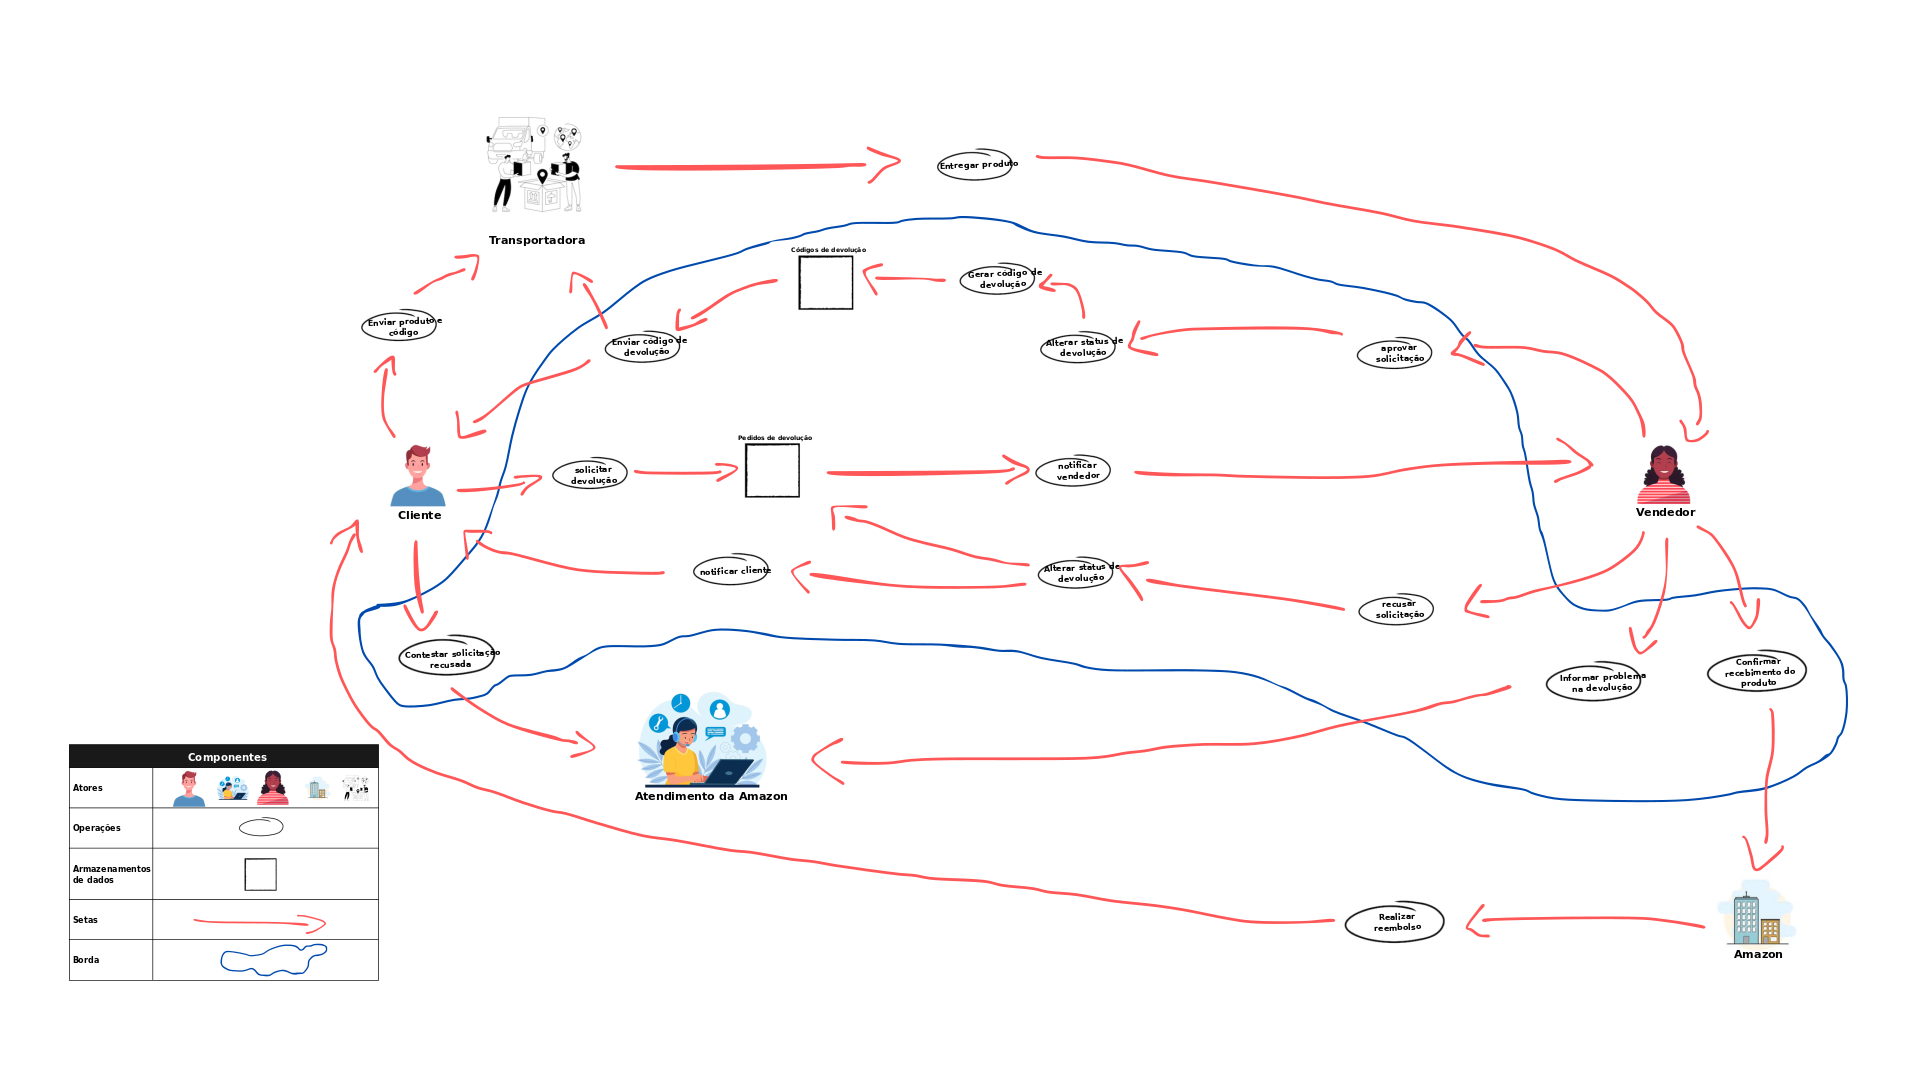 Entregar produto
Transportadora
Códigos de devolução
Gerar código de
devolução
Enviar produto e
código
Enviar código de
devolução
Alterar status de
devolução
aprovar
solicitação
Pedidos de devolução
solicitar
devolução
notificar
vendedor
Cliente
Vendedor
notificar cliente
Alterar status de
devolução
recusar
solicitação
Contestar solicitação
recusada
Informar problema
na devolução
Confirmar
recebimento do
produto
Atendimento da Amazon
Realizar
reembolso
Amazon
Componentes
Atores
Operações
Armazenamentos
de dados
Setas
Borda